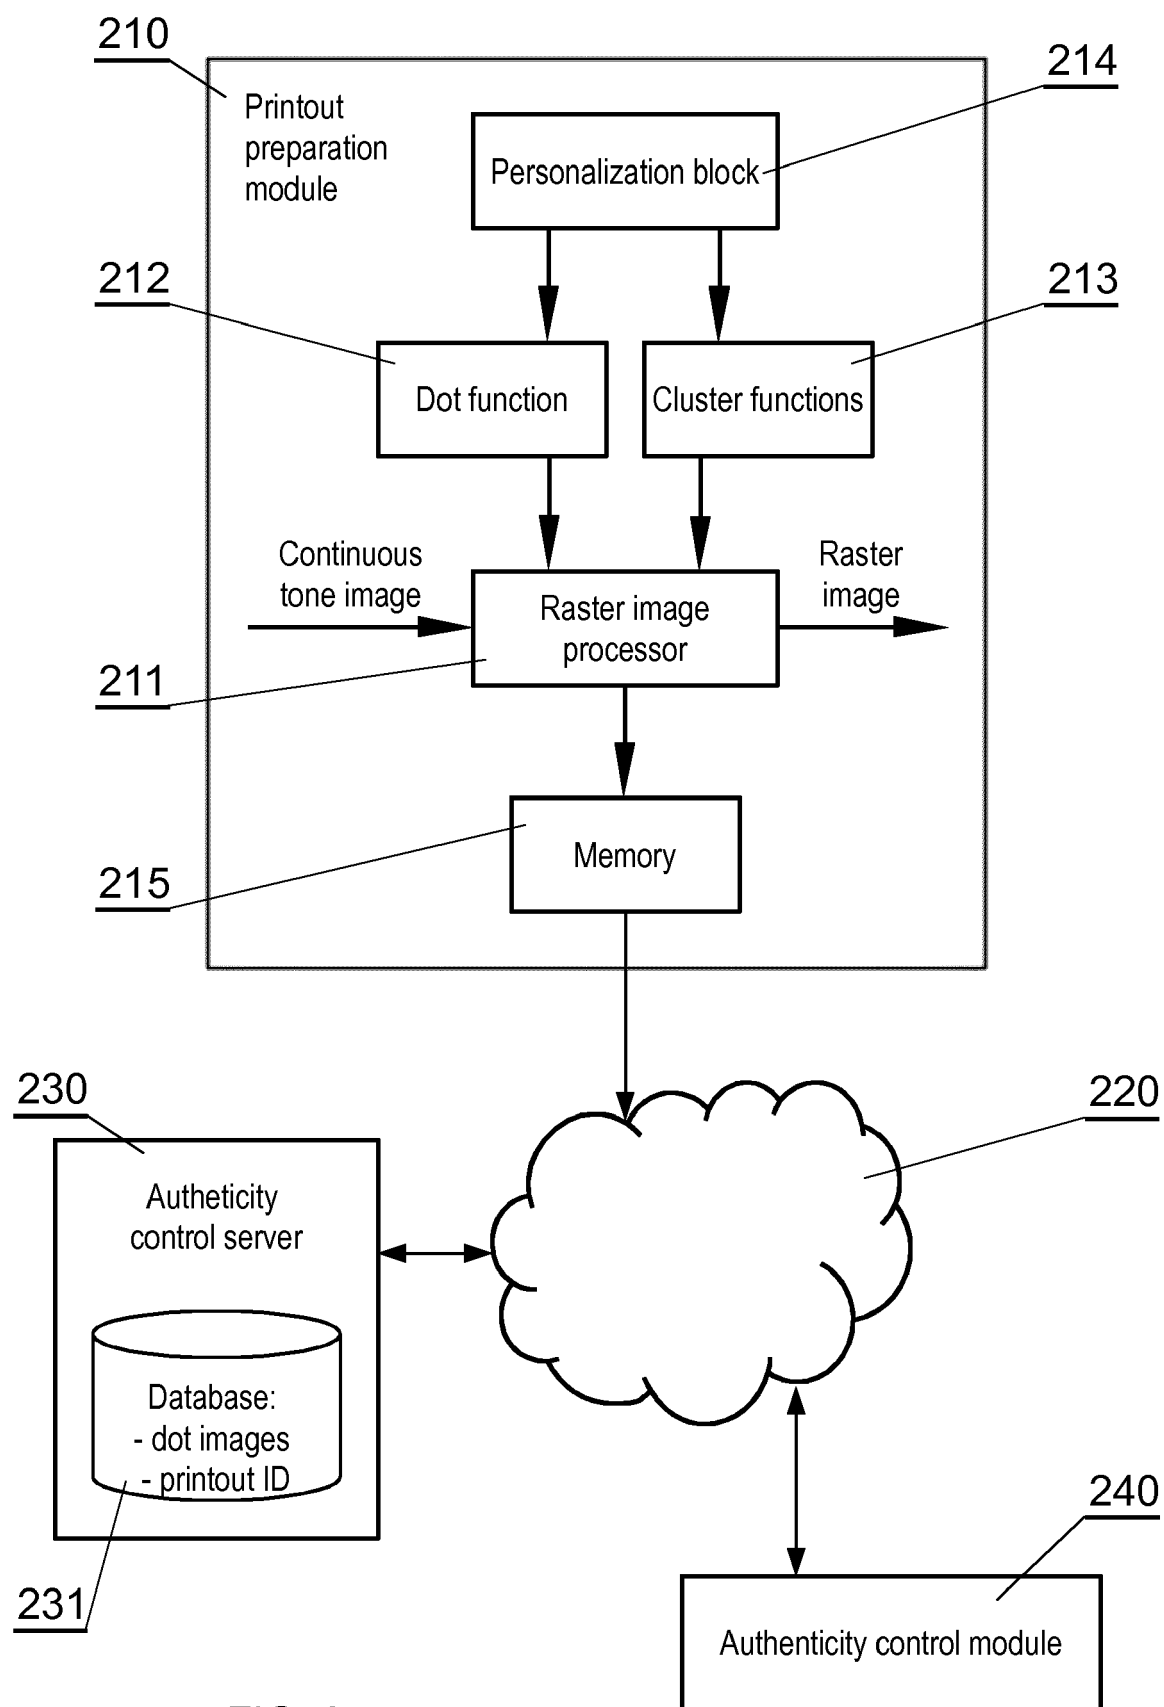 210
214
Printout
preparation
module
Personalization block
212
213
Dot function
Cluster functions
Continuous
tone image
Raster
image
Raster image
processor
211
Memory
215
230
220
Autheticity
control server
Database:
- dot images
- printout ID
240
231
Authenticity control module